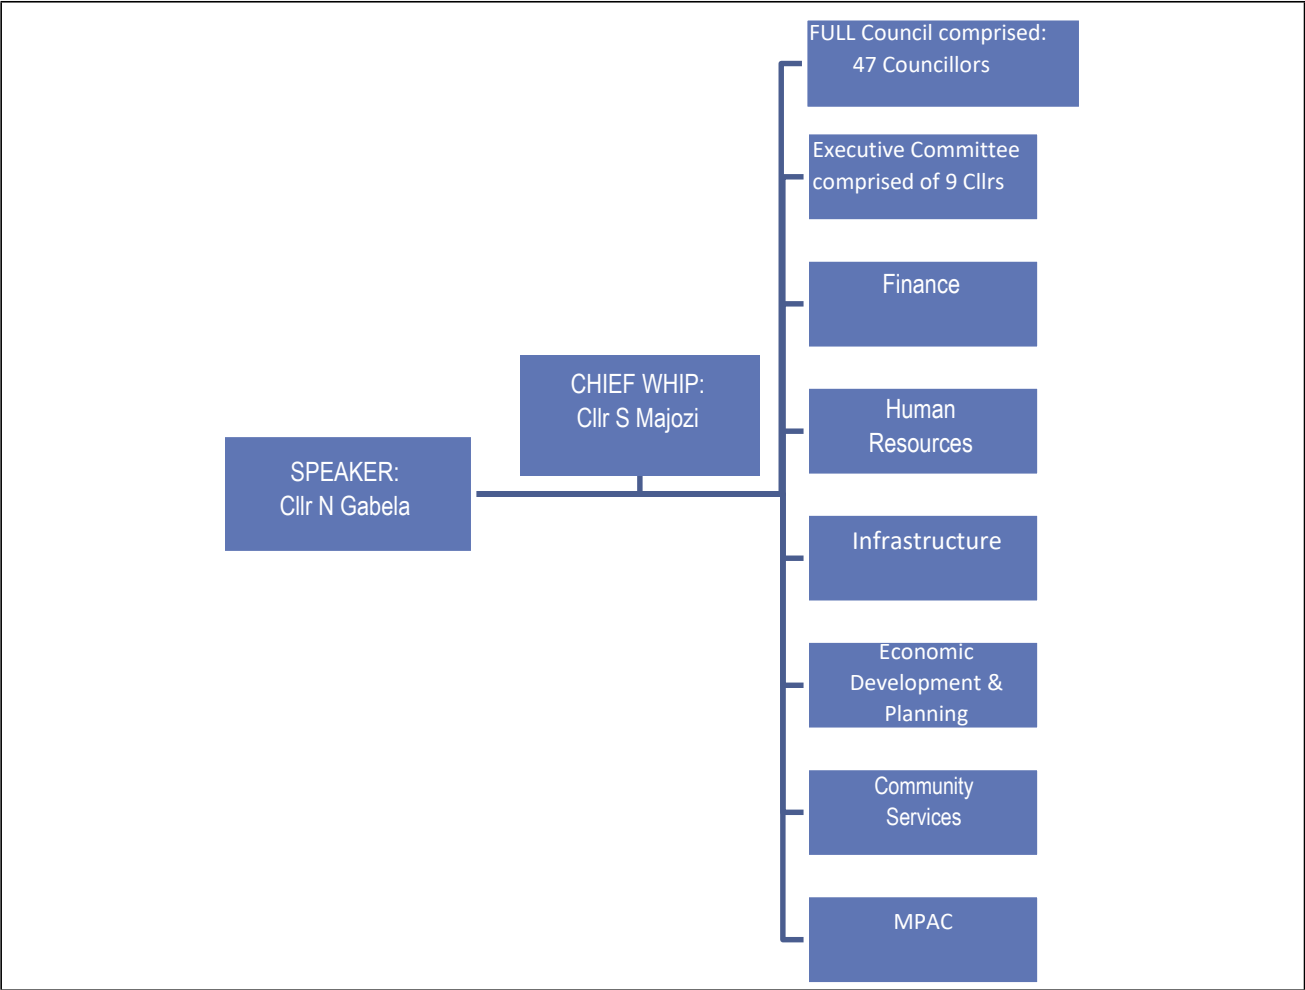 FULL Council comprised:
47 Councillors
Executive Committee
comprised of 9 Cllrs
Finance
CHIEF WHIP:
Cllr S Majozi
Human
Resources
SPEAKER:
Cllr N Gabela
Infrastructure
Economic
Development &
Planning
Community
Services
MPAC